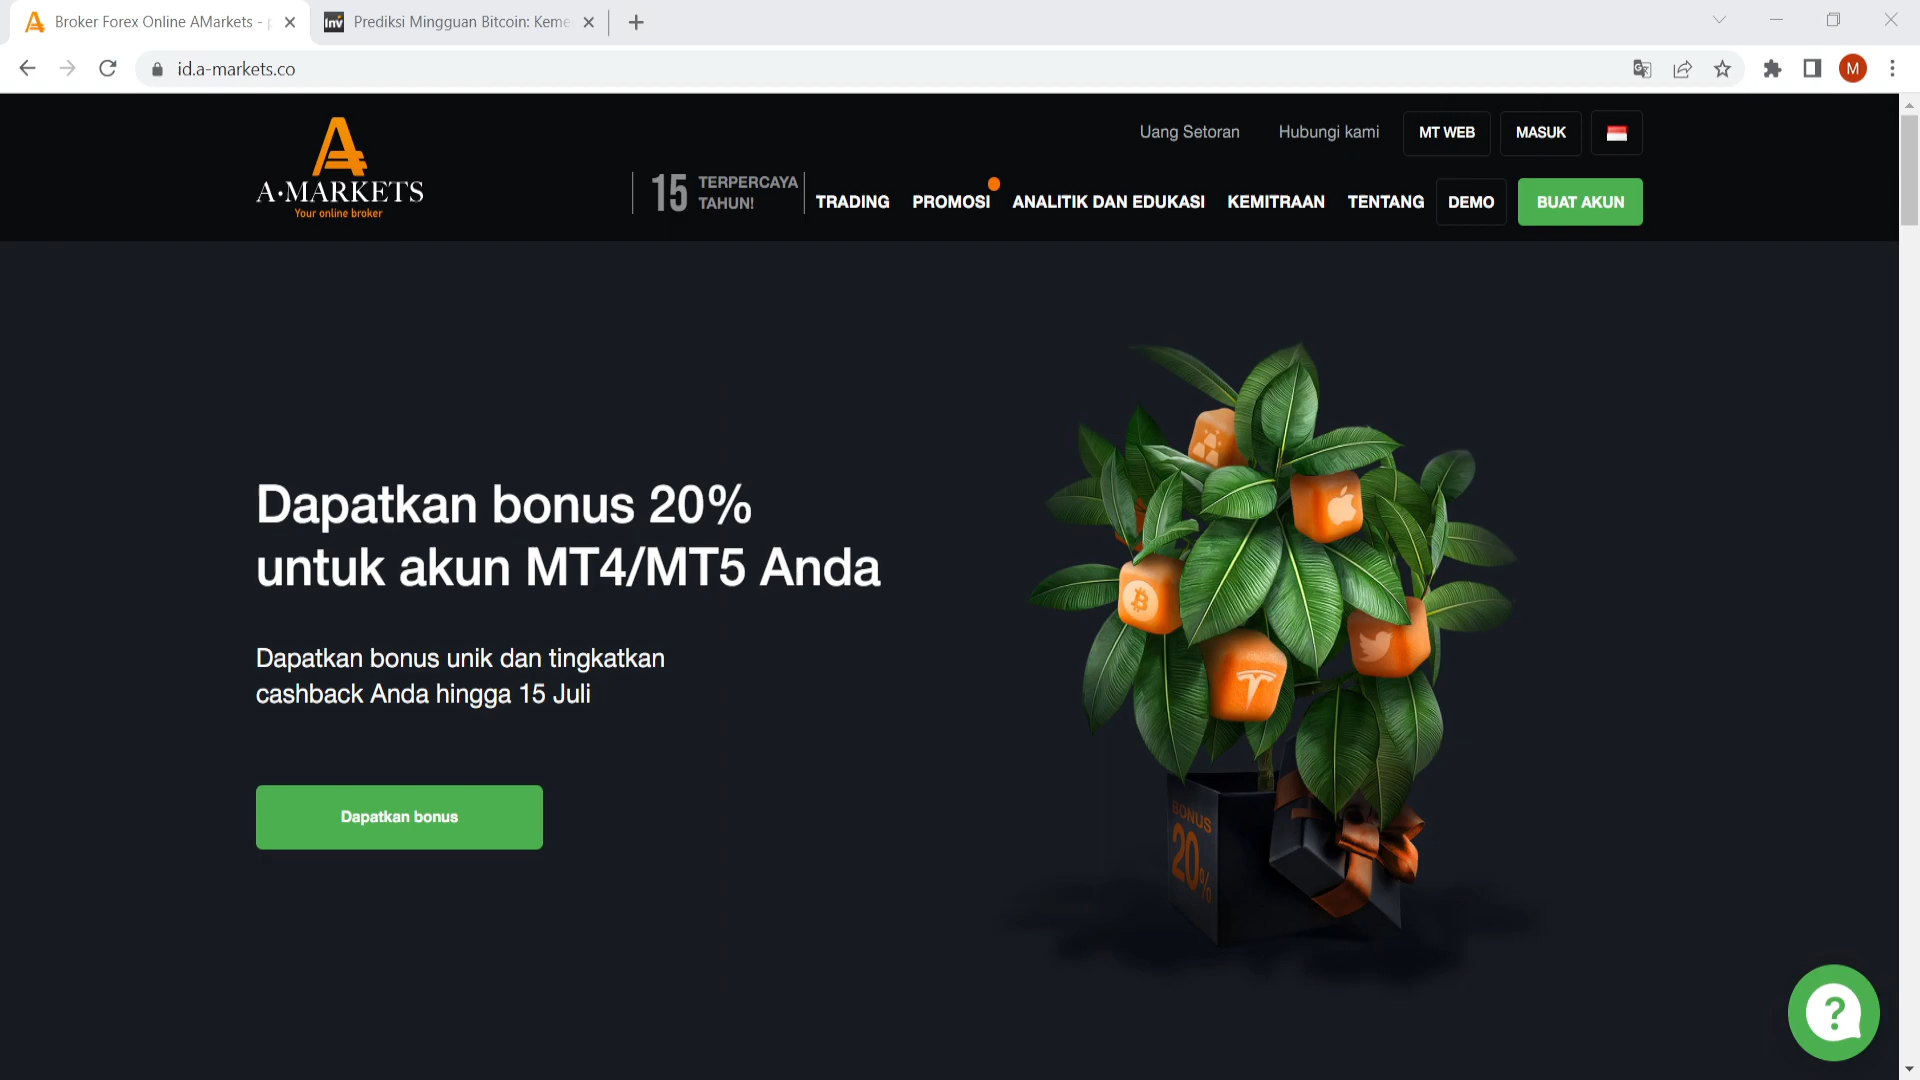 Broker Forex Online AMarkets -
Prediksi Mingguan Bitcoin: Keme
id.a-markets.co
M
Uang Setoran
Hubungi kami
MT WEB
MASUK
A·MARKETS
Your online broker
15 TERPERCAYA
TAHUN!
TRADING
PROMOSI
ANALITIK DAN EDUKASI
KEMITRAAN
TENTANG
DEMO
BUAT AKUN
Dapatkan bonus 20%
untuk akun MT4/MT5 Anda
Dapatkan bonus unik dan tingkatkan
cashback Anda hingga 15 Juli
Dapatkan bonus
BONUS
20%
?